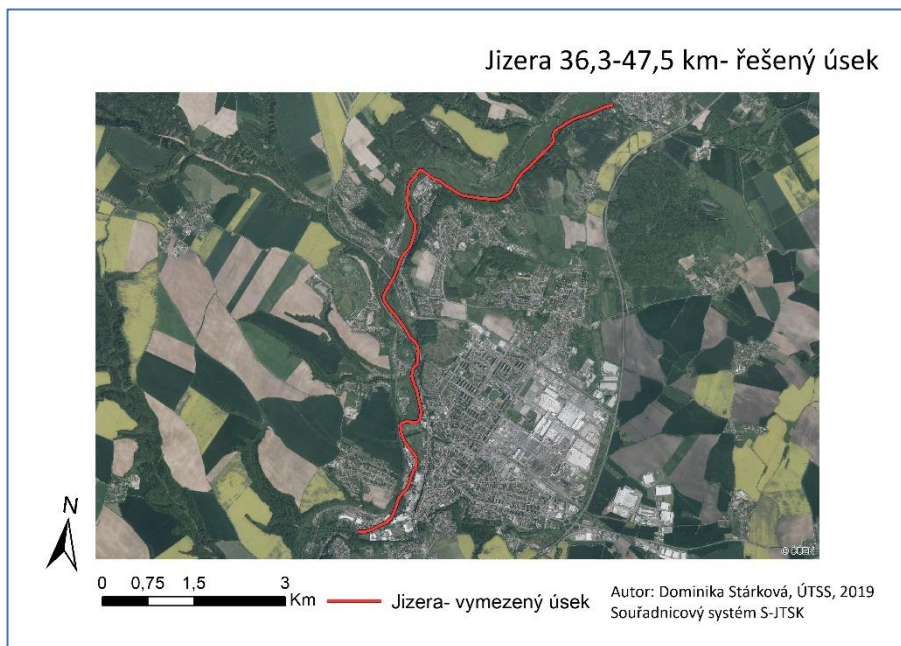 Jizera 36,3-47,5 km- řešený úsek
N
0 0,75 1,5 3
Km
Jizera- vymezený úsek
Autor: Dominika Stárková, ÚTSS, 2019
Souřadnicový systém S-JTSK